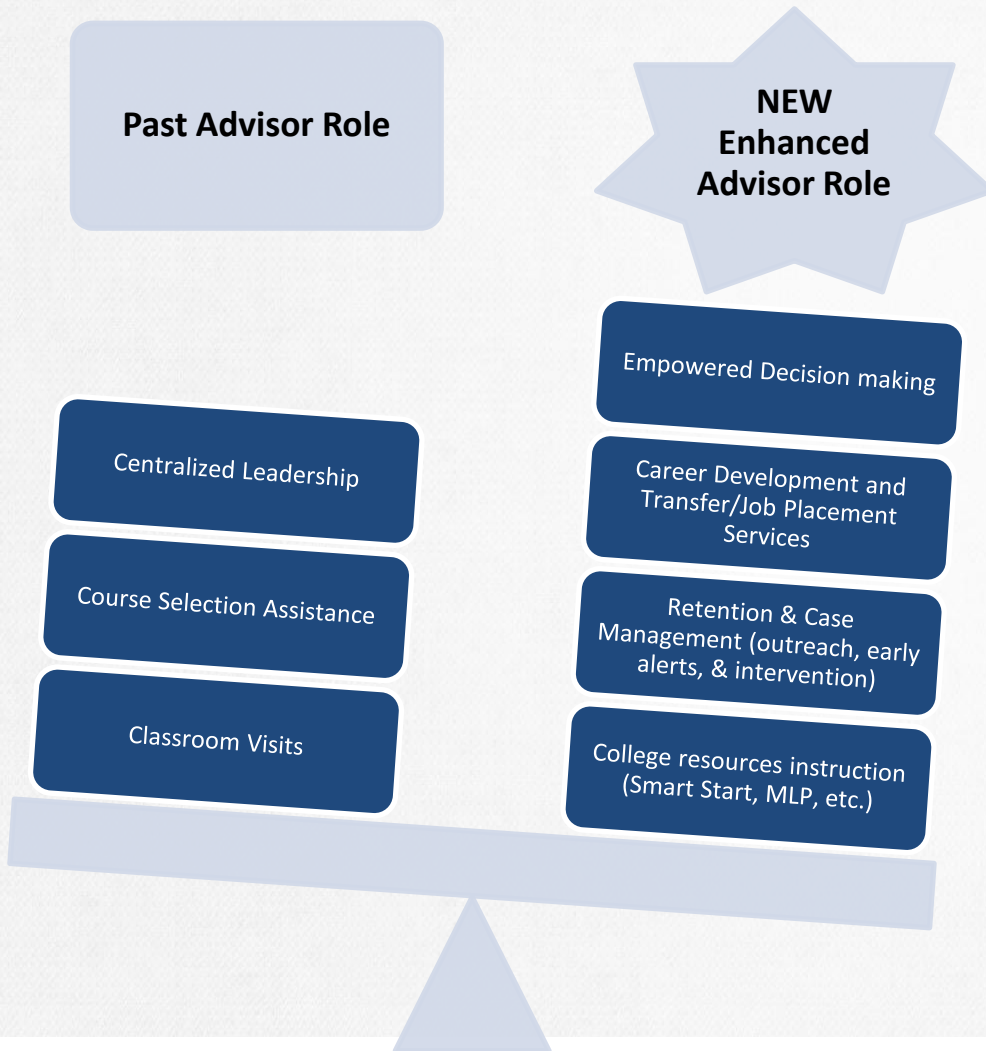 Past Advisor Role
NEW
Enhanced
Advisor Role
Centralized Leadership
Course Selection Assistance
Classroom Visits
Empowered Decision making
Career Development and
Transfer/Job Placement
Services
Retention & Case
Management (outreach, early
alerts, & intervention)
College resources instruction
(Smart Start, MLP, etc.)